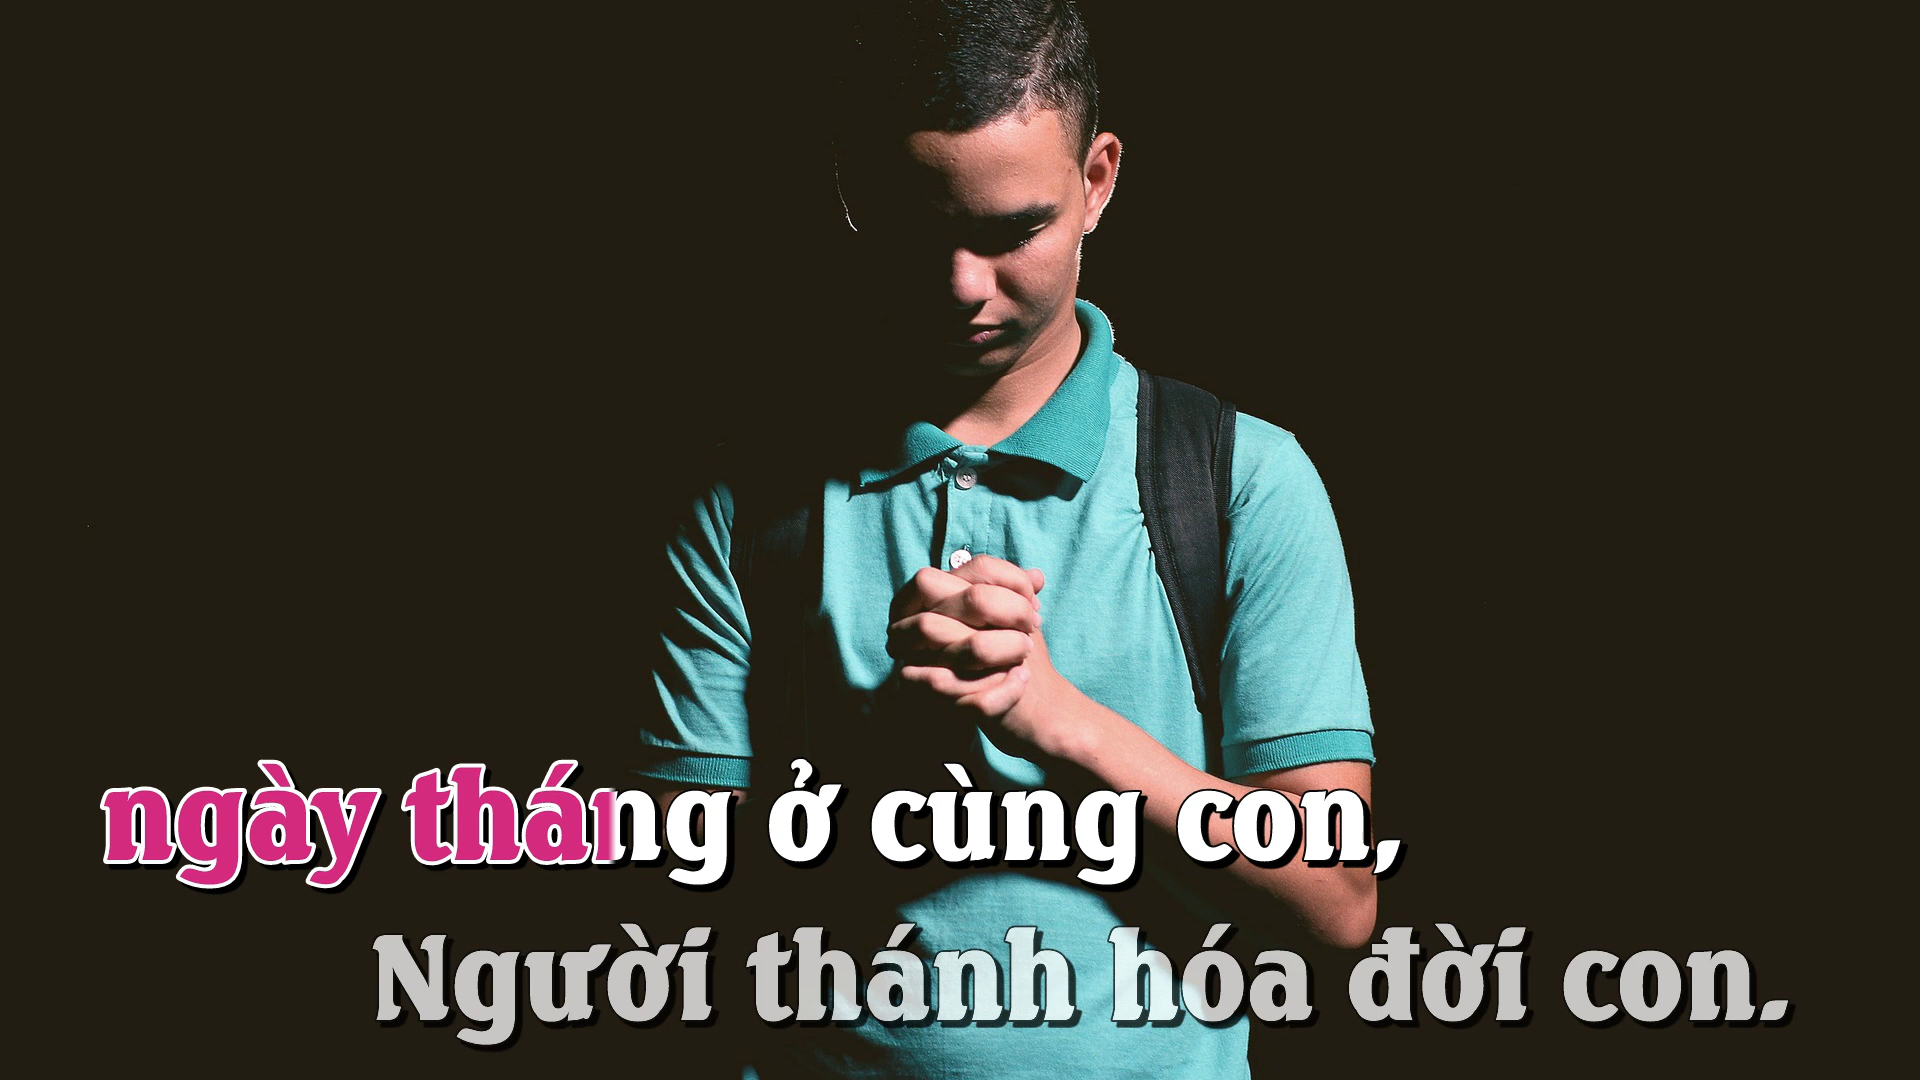 ngày tháng ở cùng con,
Người thánh hóa đời con.